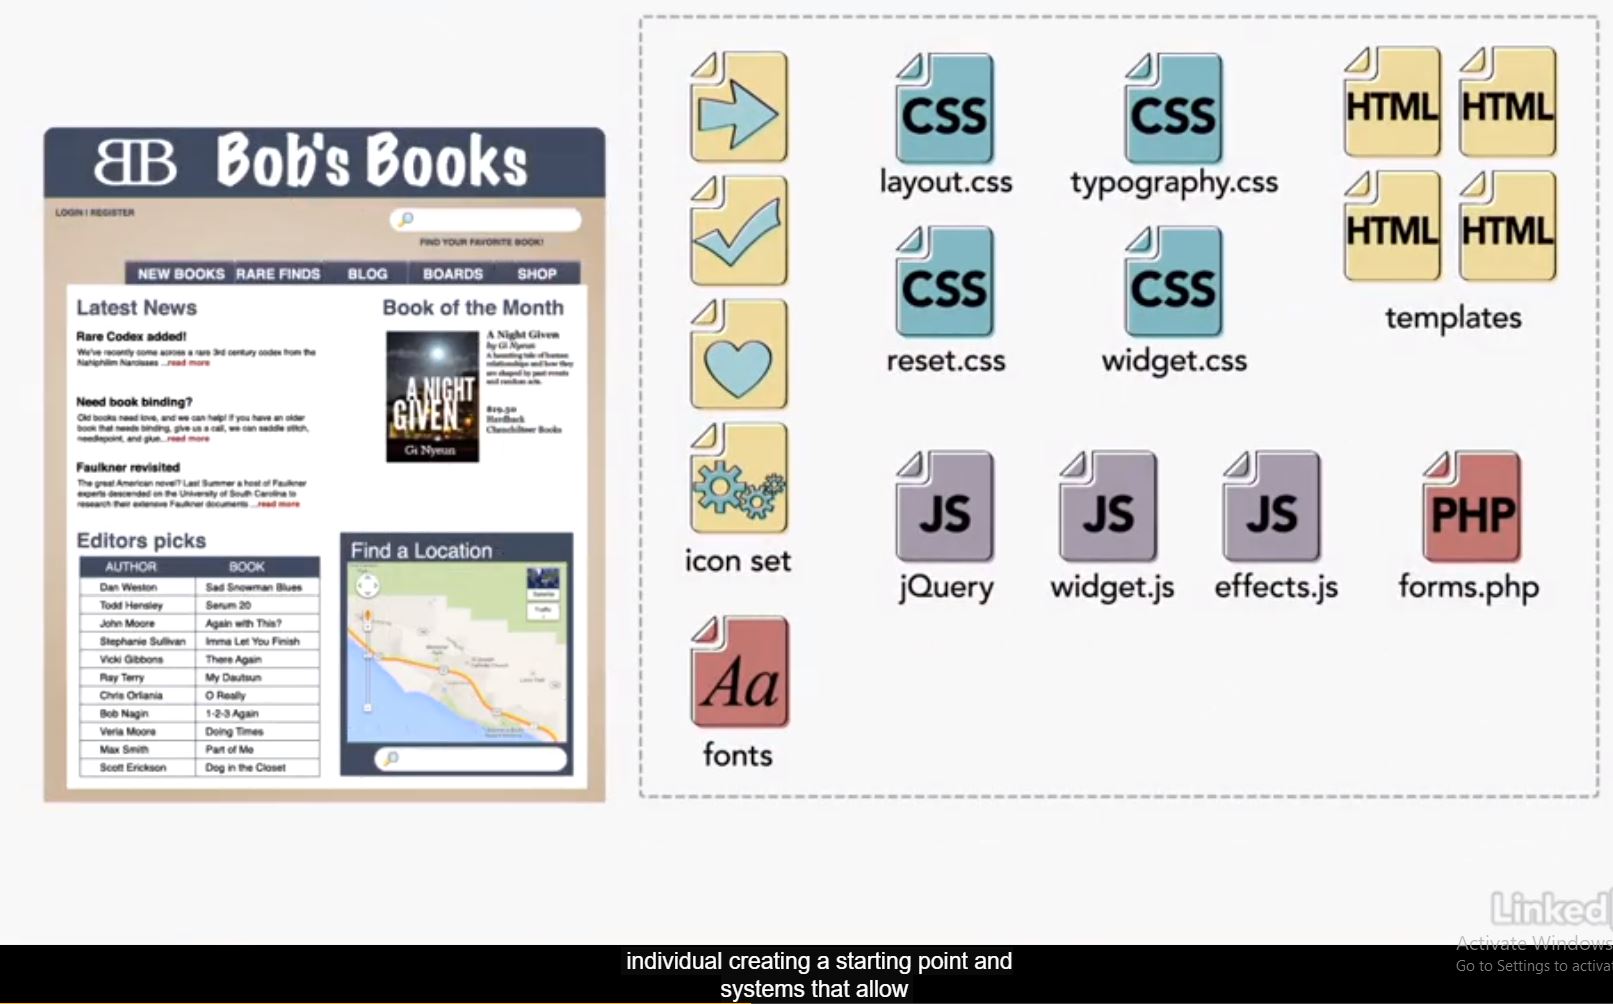 BB Bob's Books
LOGIN | REGISTER
FIND YOUR FAVORITE BOOK!
NEW BOOKS RARE FINDS BLOG BOARDS SHOP
Latest News
Rare Codex added!
We've recently come across a rare 3rd century codex from the
Nahiphilim Narcisses ...read more
Need book binding?
Old books need love, and we can help! If you have an older
book that needs binding, give us a call, we can saddle stitch,
needlepoint, and glue...read more
Faulkner revisited
The great American novel? Last Summer a host of Faulkner
experts descended on the University of South Carolina to
research their extensive Faulkner documents ...read more
Book of the Month
A NIGHT
GIVEN
Gi Nyeun
A Night Given
by Gi Nyeun
A haunting tale of human
relationships and how they
are shaped by past events
and random acts.
$19.50
Hardback
Editors picks
AUTHOR BOOK
Dan Weston Sad Snowman Blues
Todd Hensley Serum 20
John Moore Again with This?
Stephanie Sullivan Imma Let You Finish
Vicki Gibbons There Again
Ray Terry My Dautsun
Chris Orliania O Really
Bob Nagin 1-2-3 Again
Verla Moore Doing Times
Max Smith Part of Me
Scott Erickson Dog in the Closet
Find a Location
Satellite
Traffic
icon set
Aa
fonts
CSS
layout.css
CSS
typography.css
CSS
reset.css
CSS
widget.css
HTML HTML
HTML HTML
templates
JS
jQuery
JS
widget.js
JS
effects.js
PHP
forms.php
Linked
Activate Windows
Go to Settings to activa
individual creating a starting point and
systems that allow